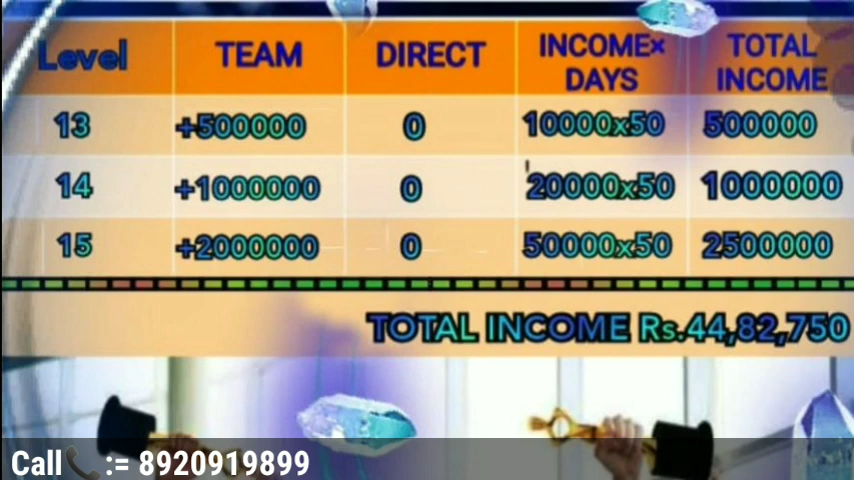 Level TEAM DIRECT INCOME× DAYS TOTAL INCOME
13 +500000 0 10000x50 500000
14 +1000000 0 20000x50 1000000
15 +2000000 0 50000x50 2500000
TOTAL INCOME Rs.44,82,750
Call📞:= 8920919899